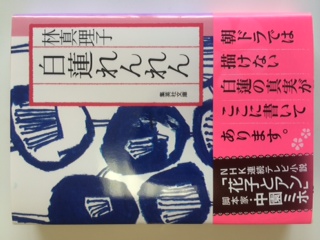 林真理子
白蓮れんれん
集英社文庫
朝ドラでは
描けない
白蓮の真実が
ここに書いて
あります。
NHK連続テレビ小説
「花子とアン」
脚本家・中園ミホ